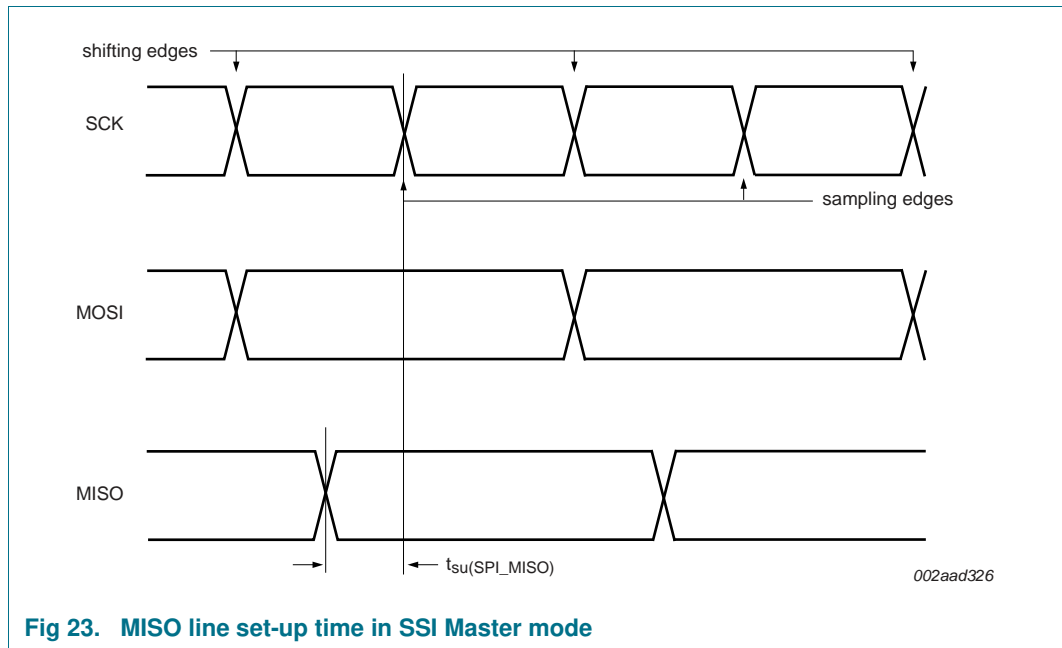 shifting edges
SCK
sampling edges
MOSI
MISO
tsu(SPI_MISO)
002aad326
Fig 23. MISO line set-up time in SSI Master mode